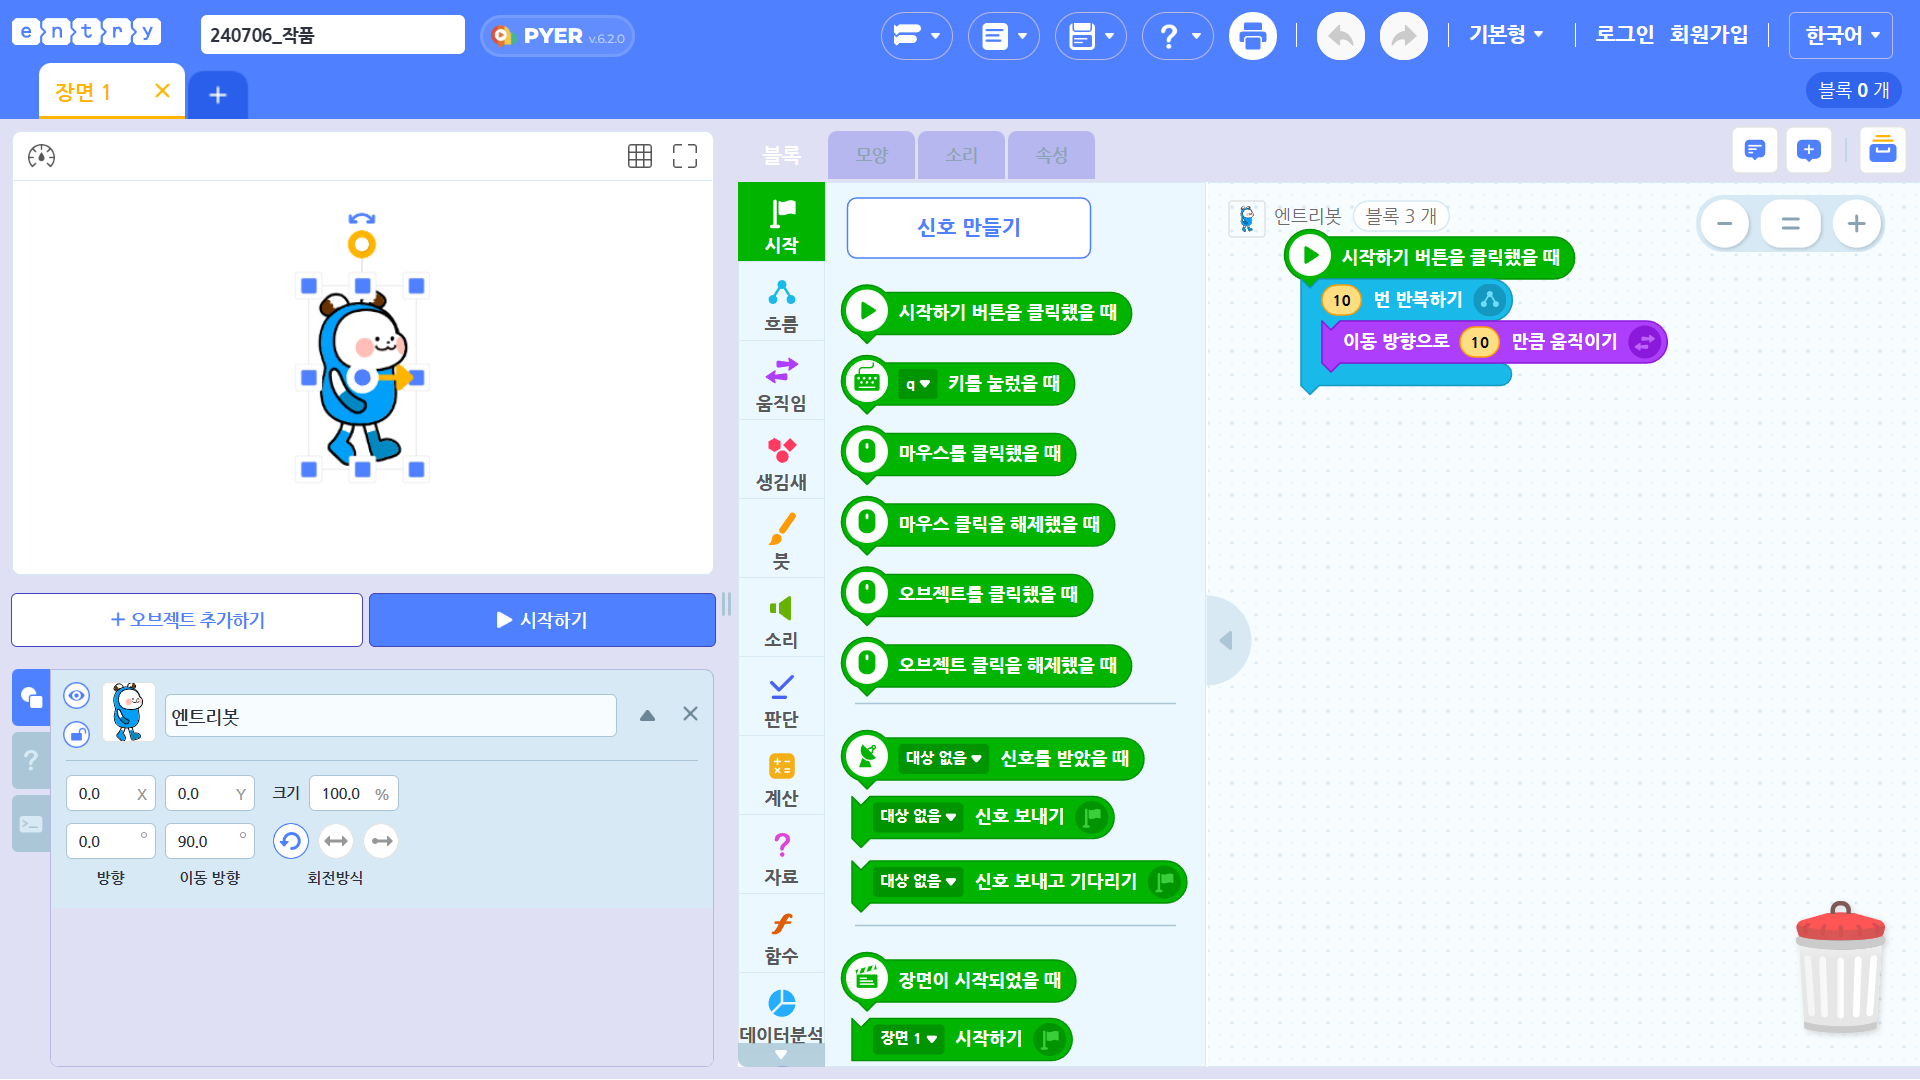 entry
240706_작품
PYER v.6.2.0
?
기본형
로그인 회원가입
한국어
장면 1
+
블록 0 개
블록
모양
소리
속성
시작
흐름
움직임
생김새
붓
소리
판단
계산
자료
함수
데이터분석
신호 만들기
시작하기 버튼을 클릭했을 때
q 키를 눌렀을 때
마우스를 클릭했을 때
마우스 클릭을 해제했을 때
오브젝트를 클릭했을 때
오브젝트 클릭을 해제했을 때
대상 없음 신호를 받았을 때
대상 없음 신호 보내기
대상 없음 신호 보내고 기다리기
장면이 시작되었을 때
장면 1 시작하기
엔트리봇 블록 3 개
시작하기 버튼을 클릭했을 때
10 번 반복하기
이동 방향으로 10 만큼 움직이기
+ 오브젝트 추가하기
시작하기
엔트리봇
0.0 X 0.0 Y 크기 100.0 %
0.0 ° 90.0 °
방향 이동 방향 회전방식